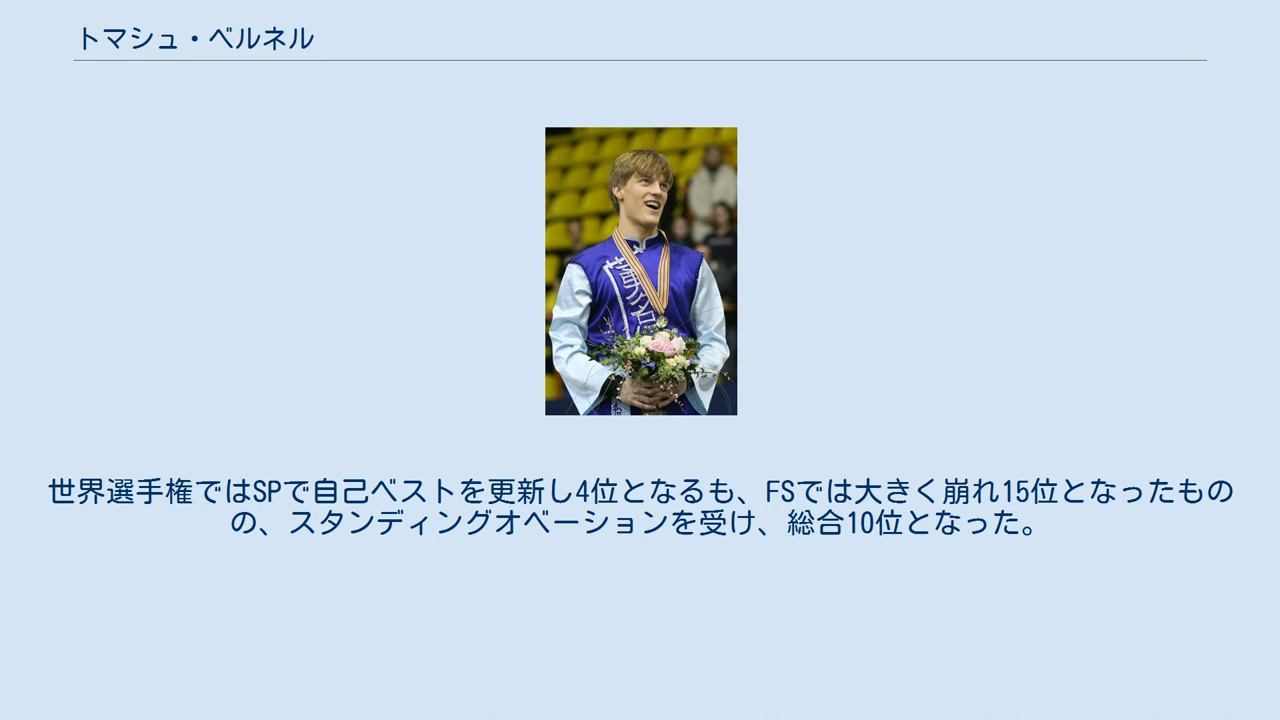 トマシュ・ベルネル
世界選手権ではSPで自己ベストを更新し4位となるも、FSでは大きく崩れ15位となったもの
の、スタンディングオベーションを受け、総合10位となった。